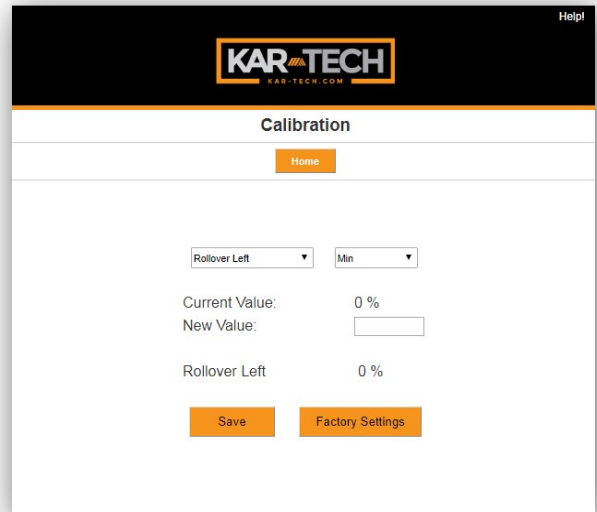 Help!
KAR TECH
KAR-TECH.COM
Calibration
Home
Rollover Left Min
Current Value: 0 %
New Value:
Rollover Left 0 %
Save Factory Settings